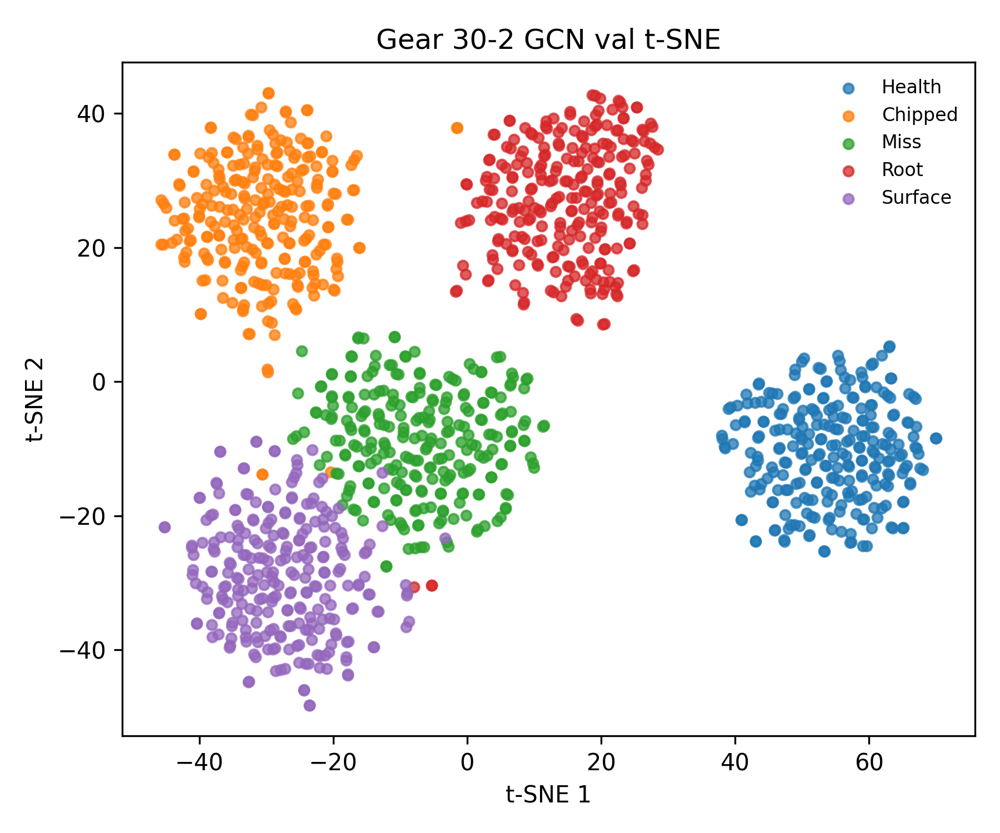 Gear 30-2 GCN val t-SNE
Health
Chipped
Miss
Root
Surface
40
20
0
−20
−40
t-SNE 2
−40
−20
0
20
40
60
t-SNE 1